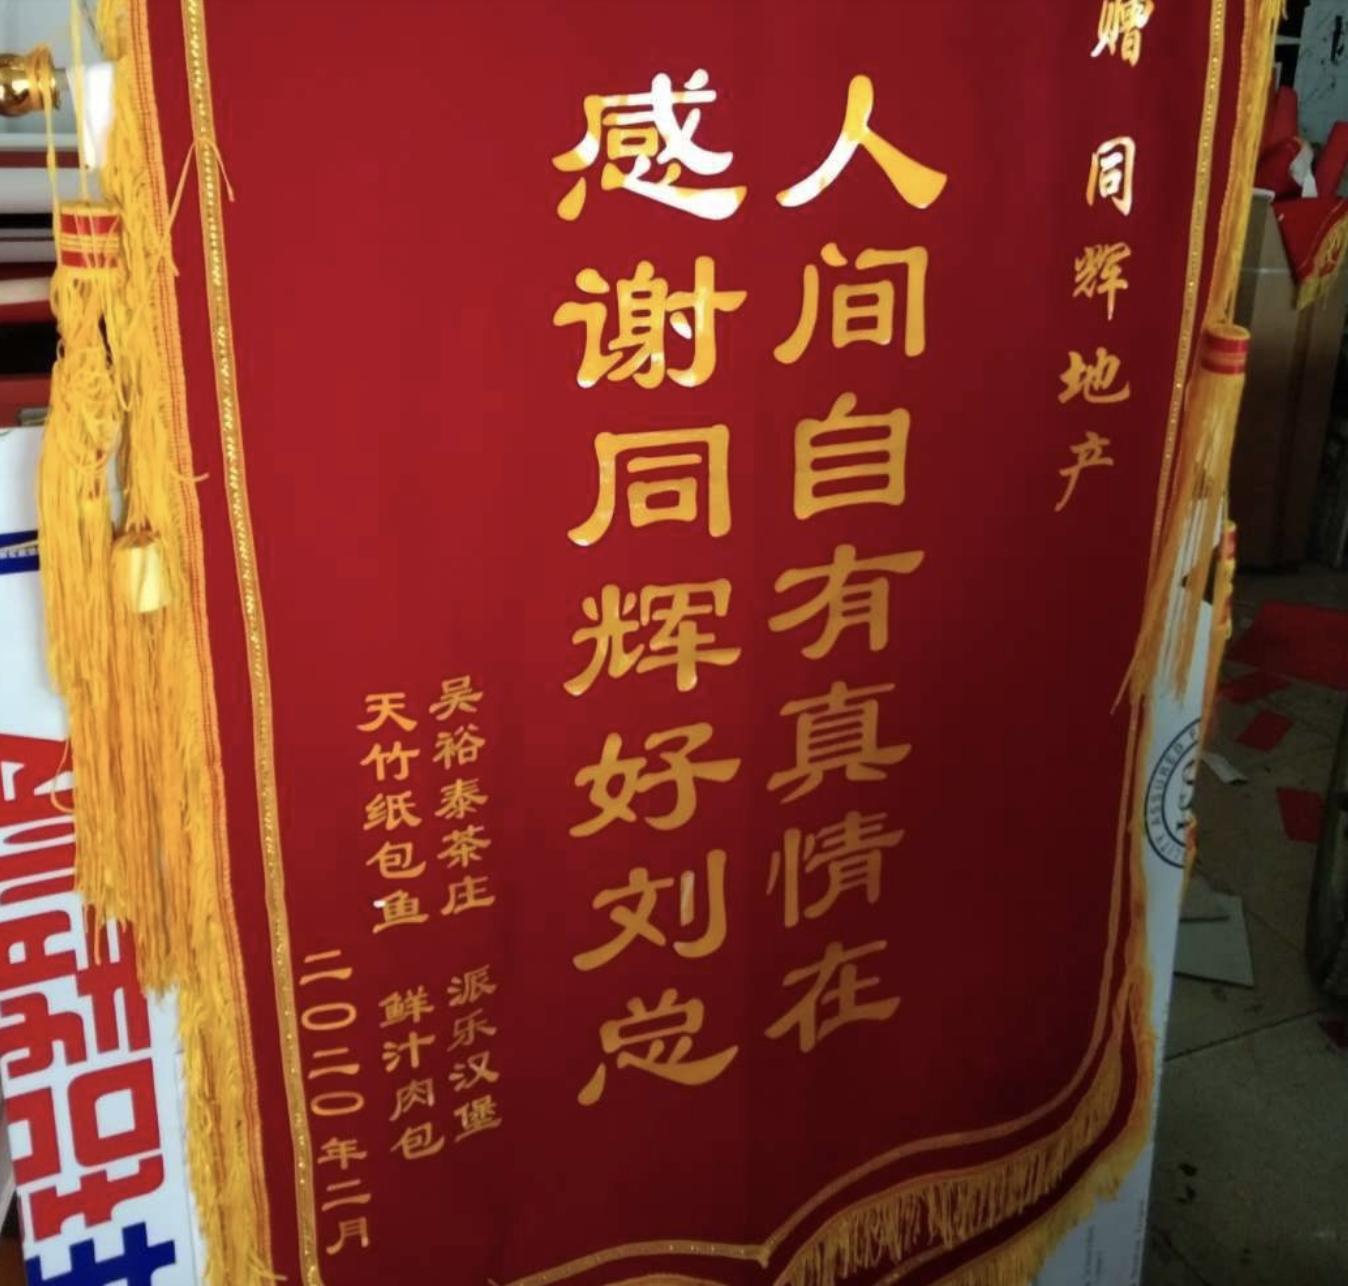 赠 同辉地产
人间自有真情在
感谢同辉好刘总
吴裕泰茶庄 派乐汉堡
天竹纸包鱼 鲜汁肉包
二〇二〇年二月